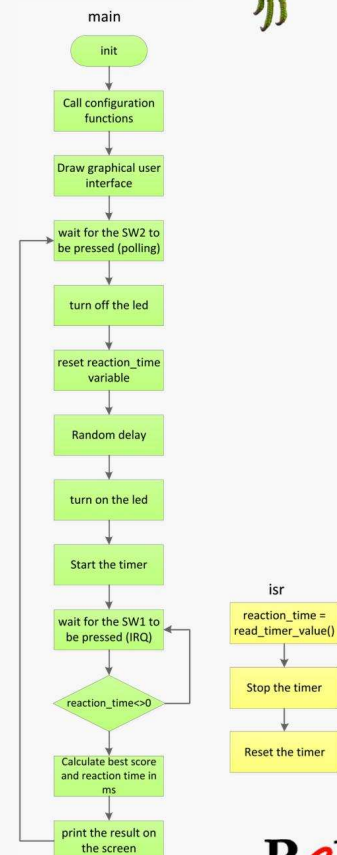 main
init
Call configuration
functions
Draw graphical user
interface
wait for the SW2 to
be pressed (polling)
turn off the led
reset reaction_time
variable
Random delay
turn on the led
Start the timer
wait for the SW1 to
be pressed (IRQ)
reaction_time<>0
Calculate best score
and reaction time in
ms
print the result on
the screen
isr
reaction_time =
read_timer_value()
Stop the timer
Reset the timer